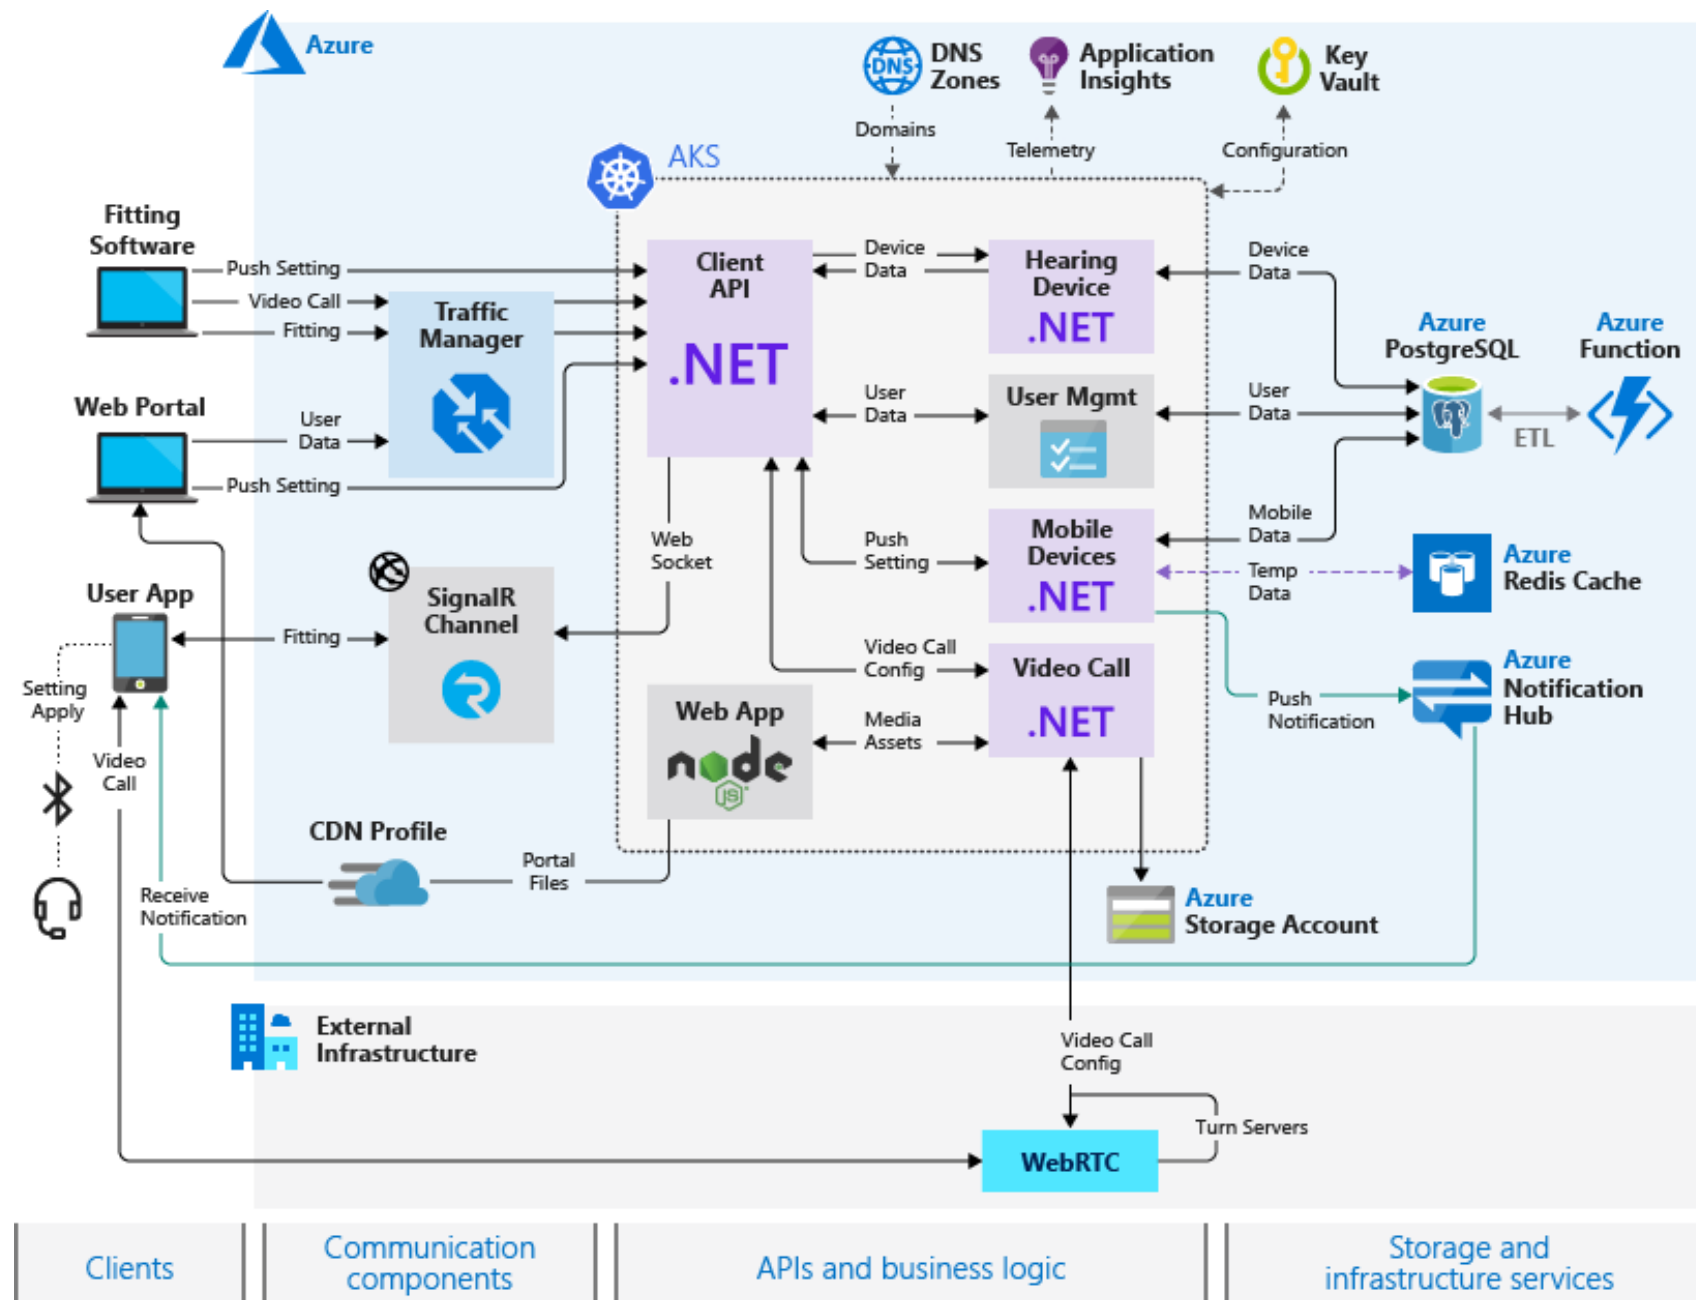 Azure
DNS
Zones
Application
Insights
Key
Vault
Domains
Telemetry
Configuration
AKS
Fitting
Software
Push Setting
Video Call
Fitting
Traffic
Manager
Client
API
.NET
Device
Data
Hearing
Device
.NET
Device
Data
Azure
PostgreSQL
Azure
Function
ETL
Web Portal
User
Data
Push Setting
User
Data
User Mgmt
User
Data
Web
Socket
Push
Setting
Mobile
Devices
.NET
Mobile
Data
Temp
Data
Azure
Redis Cache
User App
Fitting
SignalR
Channel
Setting
Apply
Video
Call
Video Call
Config
Video Call
.NET
Push
Notification
Azure
Notification
Hub
Web App
node
JS
Media
Assets
CDN Profile
Portal
Files
Receive
Notification
Azure
Storage Account
External
Infrastructure
Video Call
Config
Turn Servers
WebRTC
Clients
Communication
components
APIs and business logic
Storage and
infrastructure services